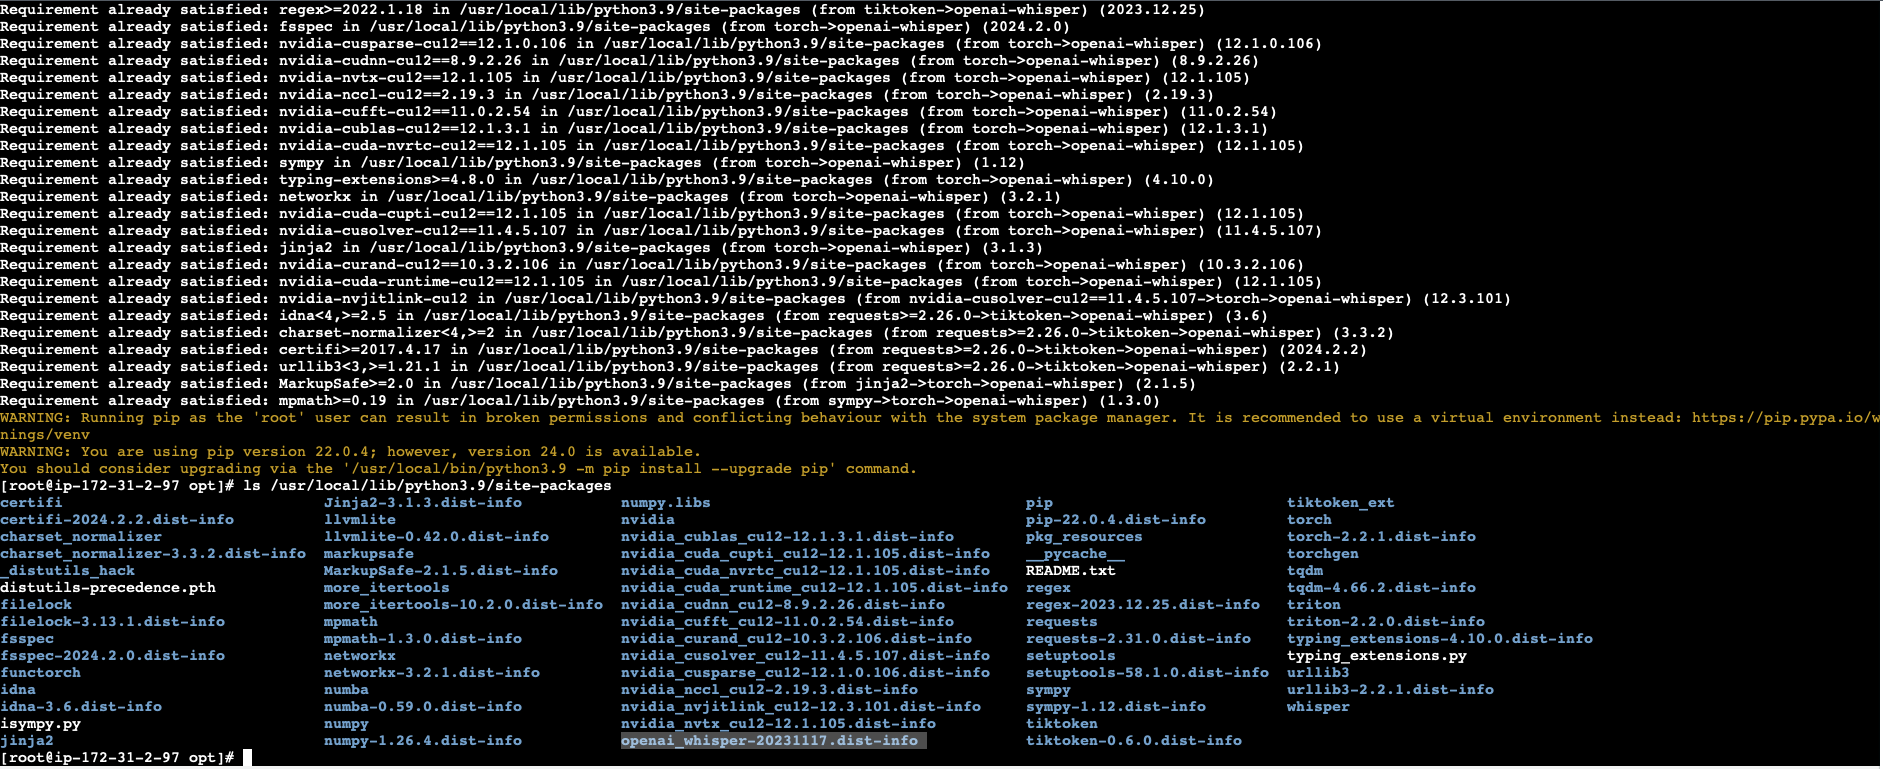 Requirement already satisfied: regex>=2022.1.18 in /usr/local/lib/python3.9/site-packages (from tiktoken->openai-whisper) (2023.12.25)
Requirement already satisfied: fsspec in /usr/local/lib/python3.9/site-packages (from torch->openai-whisper) (2024.2.0)
Requirement already satisfied: nvidia-cusparse-cu12==12.1.0.106 in /usr/local/lib/python3.9/site-packages (from torch->openai-whisper) (12.1.0.106)
Requirement already satisfied: nvidia-cudnn-cu12==8.9.2.26 in /usr/local/lib/python3.9/site-packages (from torch->openai-whisper) (8.9.2.26)
Requirement already satisfied: nvidia-nvtx-cu12==12.1.105 in /usr/local/lib/python3.9/site-packages (from torch->openai-whisper) (12.1.105)
Requirement already satisfied: nvidia-nccl-cu12==2.19.3 in /usr/local/lib/python3.9/site-packages (from torch->openai-whisper) (2.19.3)
Requirement already satisfied: nvidia-cufft-cu12==11.0.2.54 in /usr/local/lib/python3.9/site-packages (from torch->openai-whisper) (11.0.2.54)
Requirement already satisfied: nvidia-cublas-cu12==12.1.3.1 in /usr/local/lib/python3.9/site-packages (from torch->openai-whisper) (12.1.3.1)
Requirement already satisfied: nvidia-cuda-nvrtc-cu12==12.1.105 in /usr/local/lib/python3.9/site-packages (from torch->openai-whisper) (12.1.105)
Requirement already satisfied: sympy in /usr/local/lib/python3.9/site-packages (from torch->openai-whisper) (1.12)
Requirement already satisfied: typing-extensions>=4.8.0 in /usr/local/lib/python3.9/site-packages (from torch->openai-whisper) (4.10.0)
Requirement already satisfied: networkx in /usr/local/lib/python3.9/site-packages (from torch->openai-whisper) (3.2.1)
Requirement already satisfied: nvidia-cuda-cupti-cu12==12.1.105 in /usr/local/lib/python3.9/site-packages (from torch->openai-whisper) (12.1.105)
Requirement already satisfied: nvidia-cusolver-cu12==11.4.5.107 in /usr/local/lib/python3.9/site-packages (from torch->openai-whisper) (11.4.5.107)
Requirement already satisfied: jinja2 in /usr/local/lib/python3.9/site-packages (from torch->openai-whisper) (3.1.3)
Requirement already satisfied: nvidia-curand-cu12==10.3.2.106 in /usr/local/lib/python3.9/site-packages (from torch->openai-whisper) (10.3.2.106)
Requirement already satisfied: nvidia-cuda-runtime-cu12==12.1.105 in /usr/local/lib/python3.9/site-packages (from torch->openai-whisper) (12.1.105)
Requirement already satisfied: nvidia-nvjitlink-cu12 in /usr/local/lib/python3.9/site-packages (from nvidia-cusolver-cu12==11.4.5.107->torch->openai-whisper) (12.3.101)
Requirement already satisfied: idna<4,>=2.5 in /usr/local/lib/python3.9/site-packages (from requests>=2.26.0->tiktoken->openai-whisper) (3.6)
Requirement already satisfied: charset-normalizer<4,>=2 in /usr/local/lib/python3.9/site-packages (from requests>=2.26.0->tiktoken->openai-whisper) (3.3.2)
Requirement already satisfied: certifi>=2017.4.17 in /usr/local/lib/python3.9/site-packages (from requests>=2.26.0->tiktoken->openai-whisper) (2024.2.2)
Requirement already satisfied: urllib3<3,>=1.21.1 in /usr/local/lib/python3.9/site-packages (from requests>=2.26.0->tiktoken->openai-whisper) (2.2.1)
Requirement already satisfied: MarkupSafe>=2.0 in /usr/local/lib/python3.9/site-packages (from jinja2->torch->openai-whisper) (2.1.5)
Requirement already satisfied: mpmath>=0.19 in /usr/local/lib/python3.9/site-packages (from sympy->torch->openai-whisper) (1.3.0)
WARNING: Running pip as the 'root' user can result in broken permissions and conflicting behaviour with the system package manager. It is recommended to use a virtual environment instead: https://pip.pypa.io/w
nings/venv
WARNING: You are using pip version 22.0.4; however, version 24.0 is available.
You should consider upgrading via the '/usr/local/bin/python3.9 -m pip install --upgrade pip' command.
[root@ip-172-31-2-97 opt]# ls /usr/local/lib/python3.9/site-packages
certifi Jinja2-3.1.3.dist-info numpy.libs pip tiktoken_ext
certifi-2024.2.2.dist-info llvmlite nvidia pip-22.0.4.dist-info torch
charset_normalizer llvmlite-0.42.0.dist-info nvidia_cublas_cu12-12.1.3.1.dist-info pkg_resources torch-2.2.1.dist-info
charset_normalizer-3.3.2.dist-info markupsafe nvidia_cuda_cupti_cu12-12.1.105.dist-info __pycache__ torchgen
_distutils_hack MarkupSafe-2.1.5.dist-info nvidia_cuda_nvrtc_cu12-12.1.105.dist-info README.txt tqdm
distutils-precedence.pth more_itertools nvidia_cuda_runtime_cu12-12.1.105.dist-info regex tqdm-4.66.2.dist-info
filelock more_itertools-10.2.0.dist-info nvidia_cudnn_cu12-8.9.2.26.dist-info regex-2023.12.25.dist-info triton
filelock-3.13.1.dist-info mpmath nvidia_cufft_cu12-11.0.2.54.dist-info requests triton-2.2.0.dist-info
fsspec mpmath-1.3.0.dist-info nvidia_curand_cu12-10.3.2.106.dist-info requests-2.31.0.dist-info typing_extensions-4.10.0.dist-info
fsspec-2024.2.0.dist-info networkx nvidia_cusolver_cu12-11.4.5.107.dist-info setuptools typing_extensions.py
functorch networkx-3.2.1.dist-info nvidia_cusparse_cu12-12.1.0.106.dist-info setuptools-58.1.0.dist-info urllib3
idna numba nvidia_nccl_cu12-2.19.3.dist-info sympy urllib3-2.2.1.dist-info
idna-3.6.dist-info numba-0.59.0.dist-info nvidia_nvjitlink_cu12-12.3.101.dist-info sympy-1.12.dist-info whisper
isympy.py numpy nvidia_nvtx_cu12-12.1.105.dist-info tiktoken
jinja2 numpy-1.26.4.dist-info openai_whisper-20231117.dist-info tiktoken-0.6.0.dist-info
[root@ip-172-31-2-97 opt]#